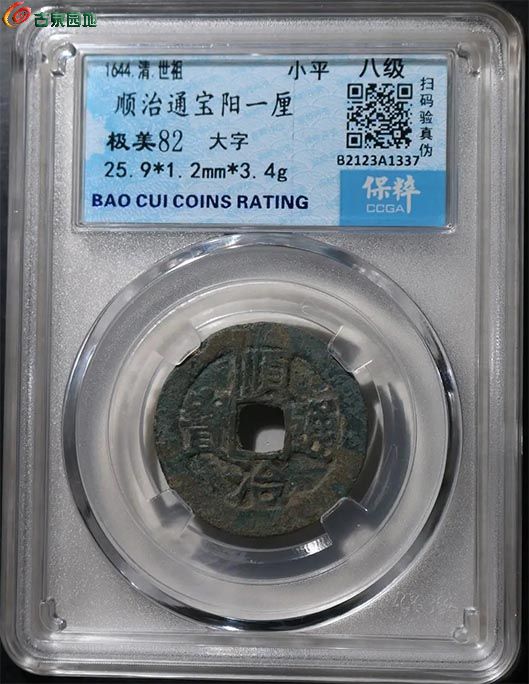 古泉园地
1644.清.世祖 小平 八级
顺治通宝阳一厘
极美82 大字
25.9*1.2mm*3.4g
BAO CUI COINS RATING
扫码验真伪
B2123A1337
保粹
CCGA
順
寶 通
治